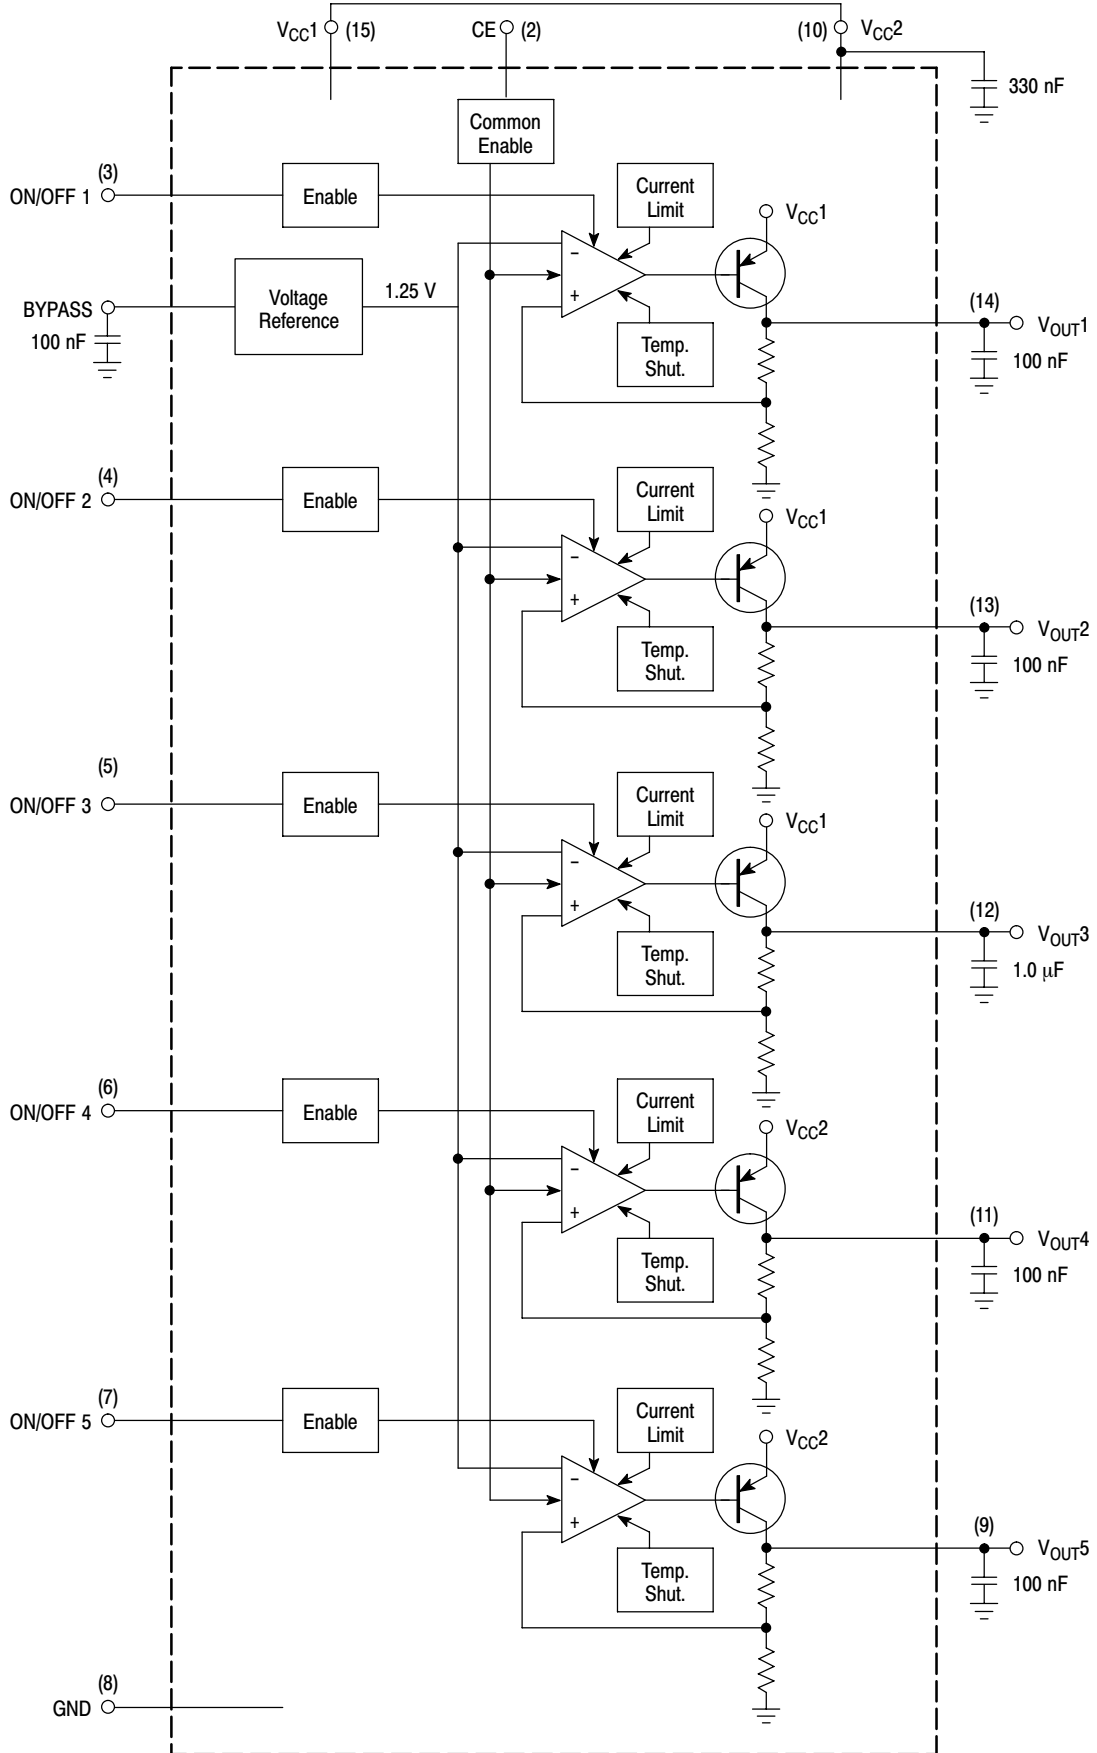 VCC1 (15) CE (2) (10) VCC2
330 nF
Common
Enable
(3)
ON/OFF 1
Enable
Current
Limit
VCC1
–
+
BYPASS
100 nF
Voltage
Reference
1.25 V
Temp.
Shut.
(14)
VOUT1
100 nF
(4)
ON/OFF 2
Enable
Current
Limit
VCC1
–
+
Temp.
Shut.
(13)
VOUT2
100 nF
(5)
ON/OFF 3
Enable
Current
Limit
VCC1
–
+
Temp.
Shut.
(12)
VOUT3
1.0 μF
(6)
ON/OFF 4
Enable
Current
Limit
VCC2
–
+
Temp.
Shut.
(11)
VOUT4
100 nF
(7)
ON/OFF 5
Enable
Current
Limit
VCC2
–
+
Temp.
Shut.
(9)
VOUT5
100 nF
(8)
GND